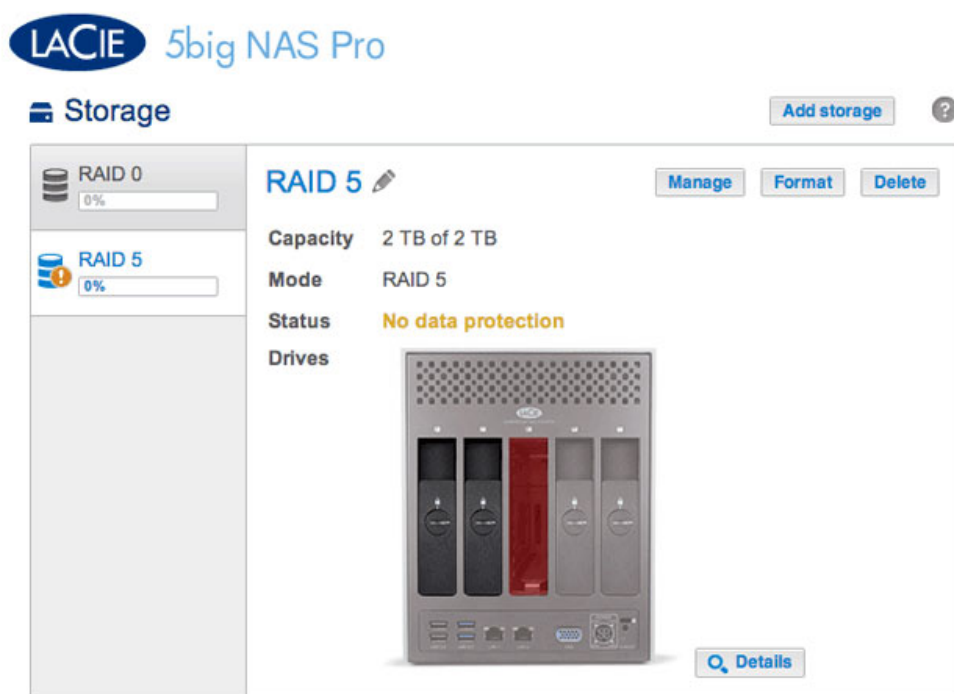 LACIE 5big NAS Pro
Storage
Add storage
?
RAID 0
0%
RAID 5
0%
RAID 5
Manage
Format
Delete
Capacity 2 TB of 2 TB
Mode RAID 5
Status No data protection
Drives
LACIE
Details